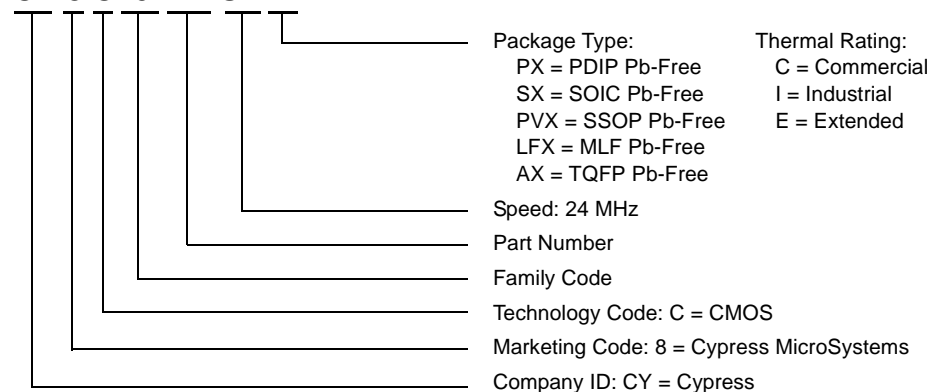 Package Type: Thermal Rating:
PX = PDIP Pb-Free C = Commercial
SX = SOIC Pb-Free I = Industrial
PVX = SSOP Pb-Free E = Extended
LFX = MLF Pb-Free
AX = TQFP Pb-Free
Speed: 24 MHz
Part Number
Family Code
Technology Code: C = CMOS
Marketing Code: 8 = Cypress MicroSystems
Company ID: CY = Cypress